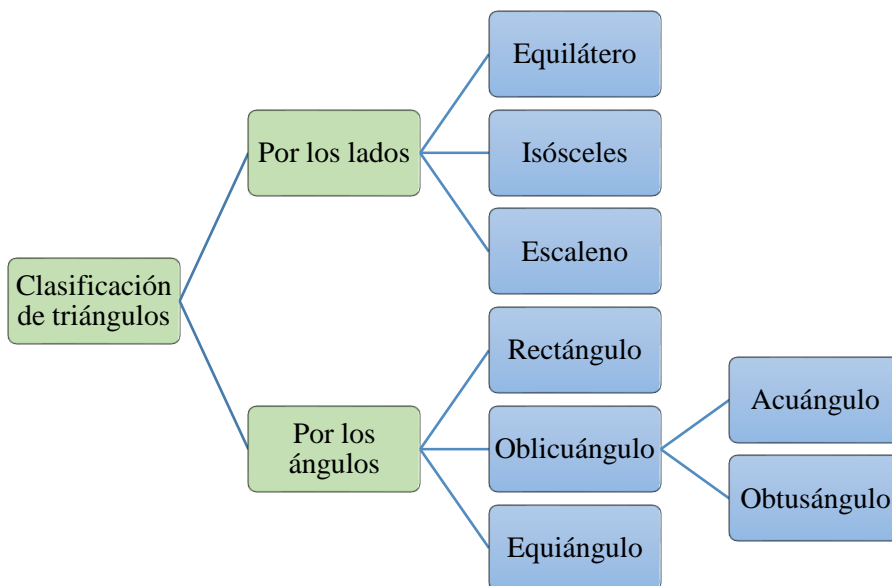 Clasificación
de triángulos
Por los lados
Equilátero
Isósceles
Escaleno
Por los
ángulos
Rectángulo
Oblicuángulo
Acuángulo
Obtusángulo
Equiángulo